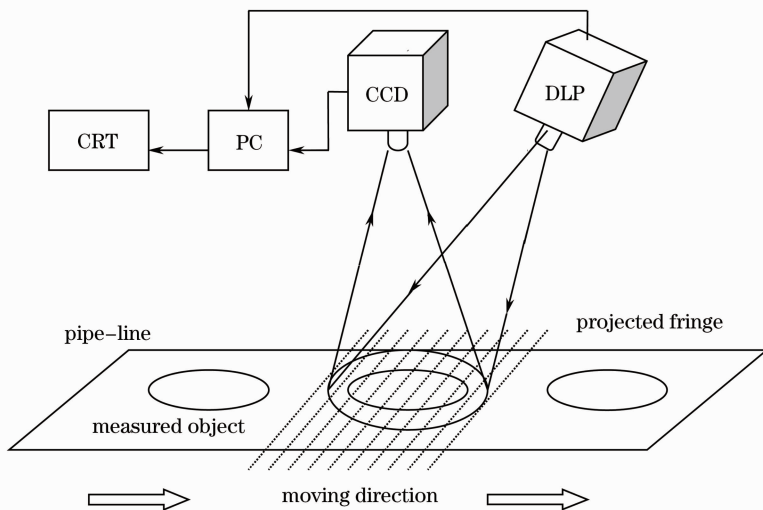 CCD
DLP
CRT
PC
pipe-line
projected fringe
measured object
moving direction